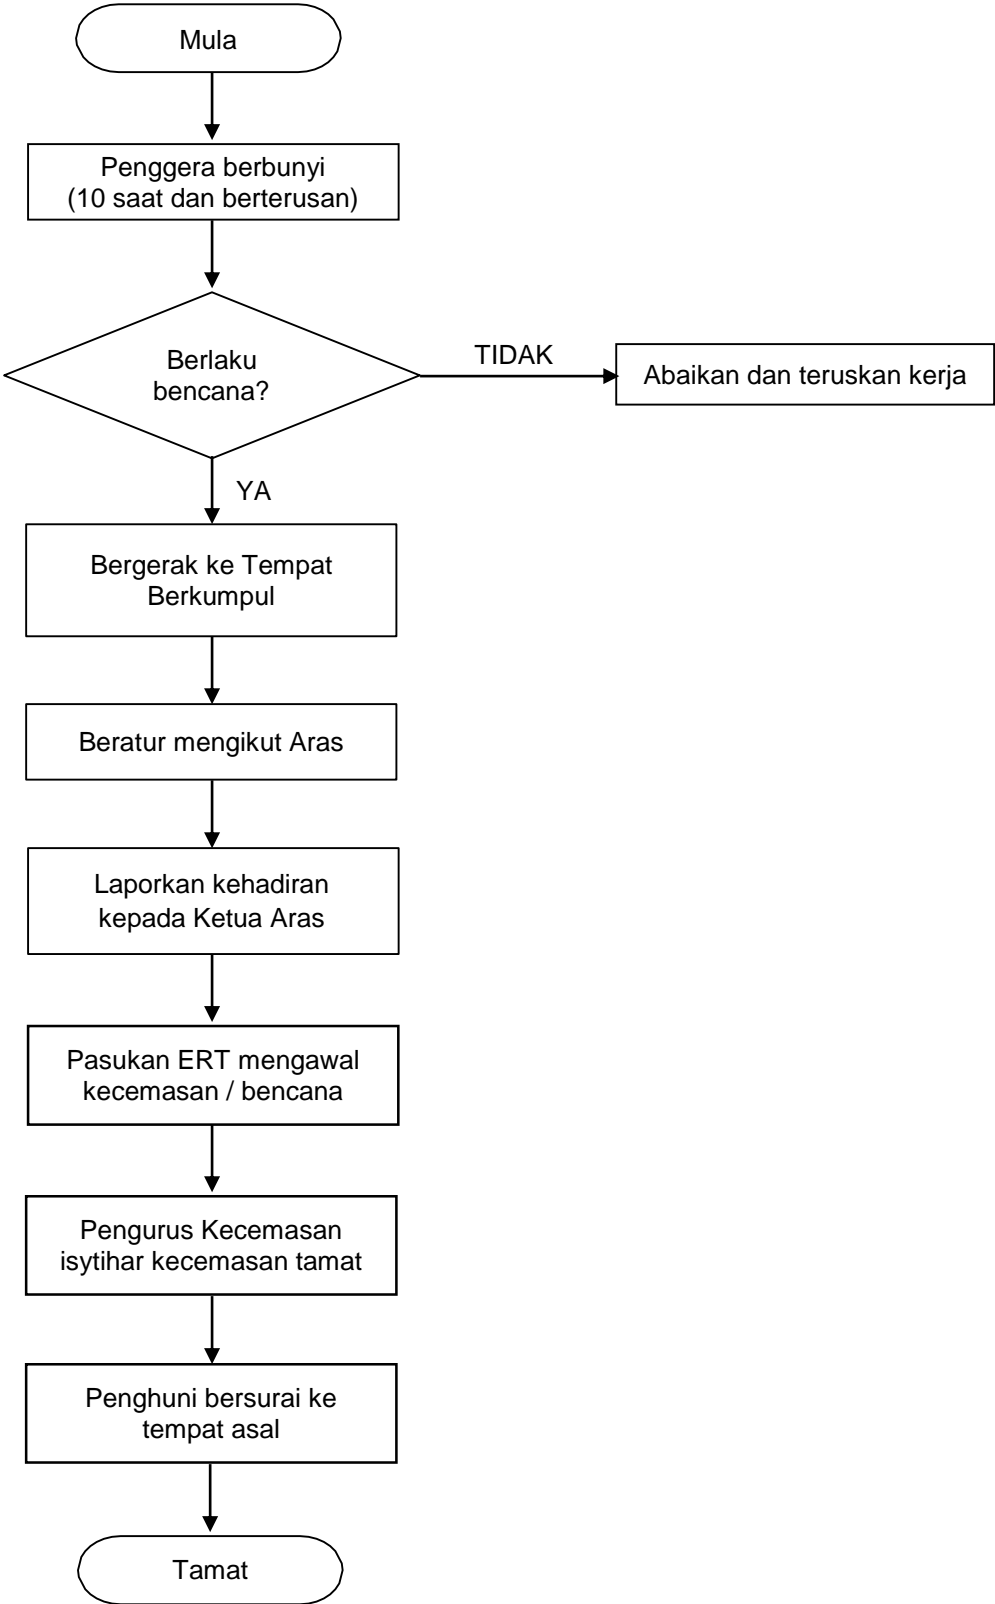 Mula
Penggera berbunyi
(10 saat dan berterusan)
Berlaku
bencana?
TIDAK
Abaikan dan teruskan kerja
YA
Bergerak ke Tempat
Berkumpul
Beratur mengikut Aras
Laporkan kehadiran
kepada Ketua Aras
Pasukan ERT mengawal
kecemasan / bencana
Pengurus Kecemasan
isytihar kecemasan tamat
Penghuni bersurai ke
tempat asal
Tamat